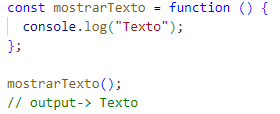 const mostrarTexto = function () {
  console.log("Texto");
};

mostrarTexto();
// output-> Texto